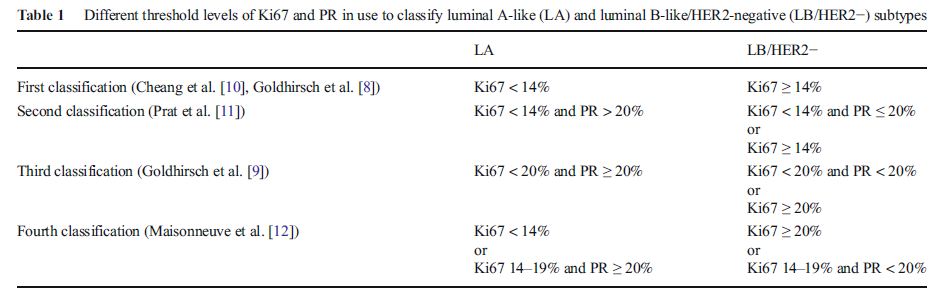 Table 1 Different threshold levels of Ki67 and PR in use to classify luminal A-like (LA) and luminal B-like/HER2-negative (LB/HER2−) subtypes
LA LB/HER2−
First classification (Cheang et al. [10], Goldhirsch et al. [8]) Ki67 < 14% Ki67 ≥ 14%
Second classification (Prat et al. [11]) Ki67 < 14% and PR > 20% Ki67 < 14% and PR ≤ 20%
or
Ki67 ≥ 14%
Third classification (Goldhirsch et al. [9]) Ki67 < 20% and PR ≥ 20% Ki67 < 20% and PR < 20%
or
Ki67 ≥ 20%
Fourth classification (Maisonneuve et al. [12]) Ki67 < 14% Ki67 ≥ 20%
or or
Ki67 14–19% and PR ≥ 20% Ki67 14–19% and PR < 20%